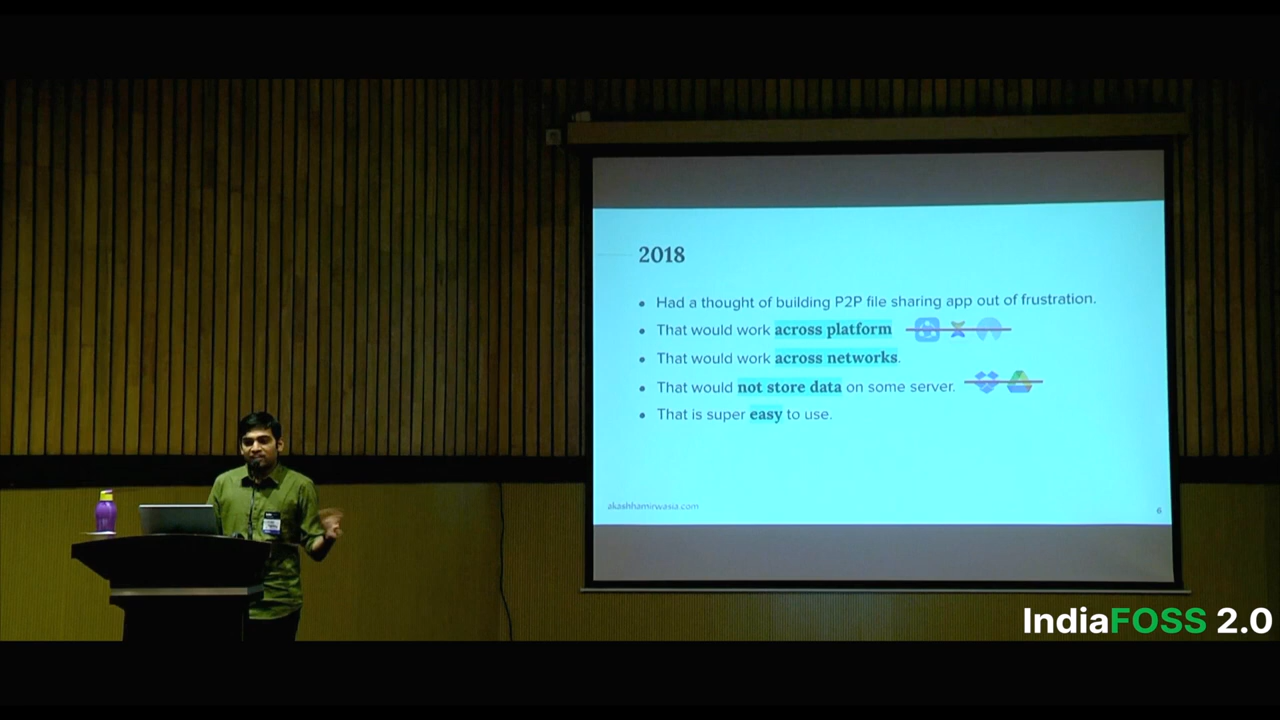 2018
• Had a thought of building P2P file sharing app out of frustration.
• That would work across platform
• That would work across networks.
• That would not store data on some server.
• That is super easy to use.
akashhamirwasia.com
6
IndiaFOSS 2.0